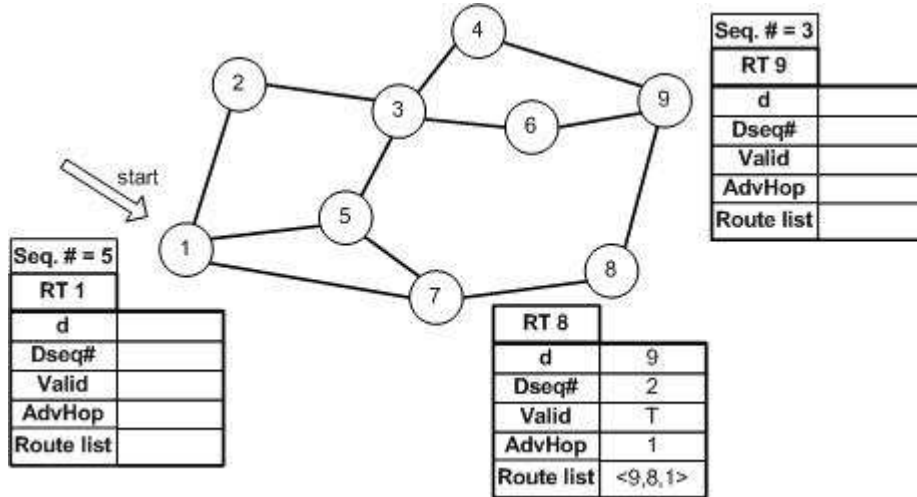 4
Seq. # = 3
RT 9
2
3
6
9
d
Dseq#
Valid
AdvHop
Route list
start
1
5
7
8
Seq. # = 5
RT 1
d
Dseq#
Valid
AdvHop
Route list
RT 8
d 9
Dseq# 2
Valid T
AdvHop 1
Route list <9,8,1>